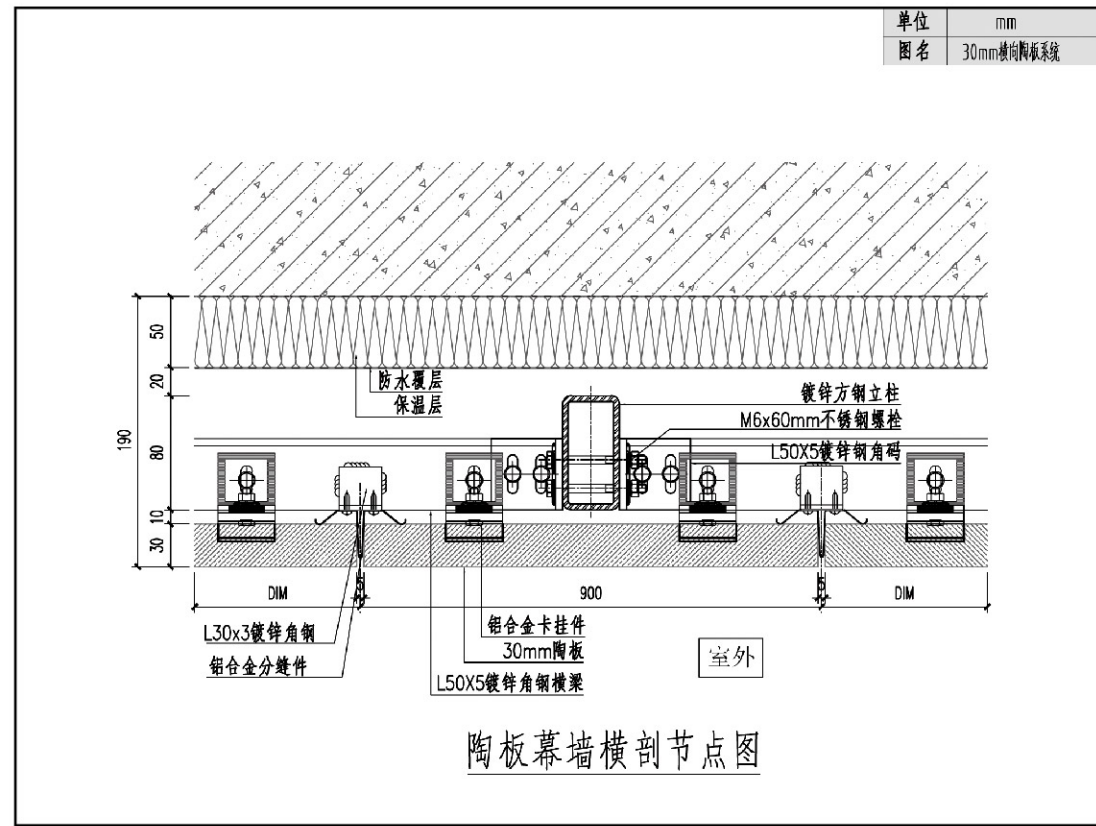 单位 mm
图名 30mm横向陶板系统
50
20
80
10
30
190
防水覆层
保温层
镀锌方钢立柱
M6x60mm不锈钢螺栓
L50X5镀锌钢角码
DIM 5 900 5 DIM
L30x3镀锌角钢
铝合金分缝件
铝合金卡挂件
30mm陶板
L50X5镀锌角钢横梁
室外
陶板幕墙横剖节点图